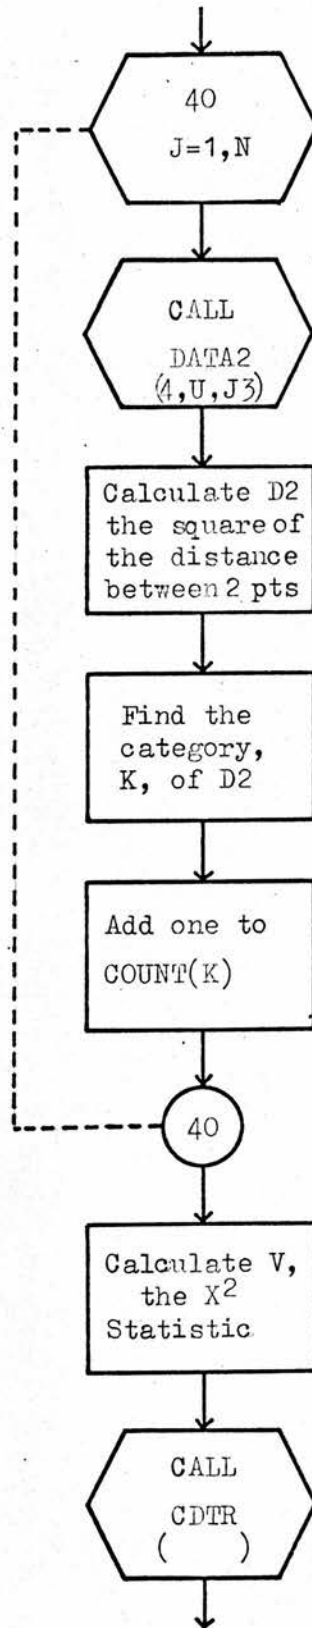 40
J=1,N
CALL
DATA2
(4,U,J3)
Calculate D2
the square of
the distance
between 2 pts
Find the
category,
K, of D2
Add one to
COUNT(K)
40
Calculate V,
the X²
Statistic
CALL
CDTR
( )